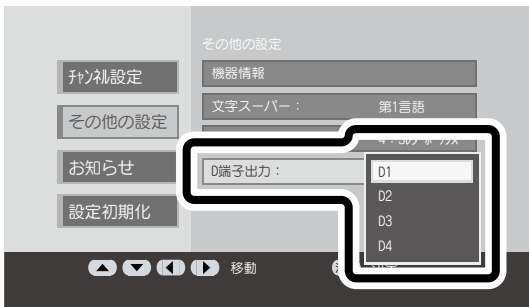 その他の設定
ﾁｬﾝﾈﾙ設定
機器情報
文字スーパー：
第1言語
その他の設定
お知らせ
D端子出力：
D1
D2
D3
D4
設定初期化
移動